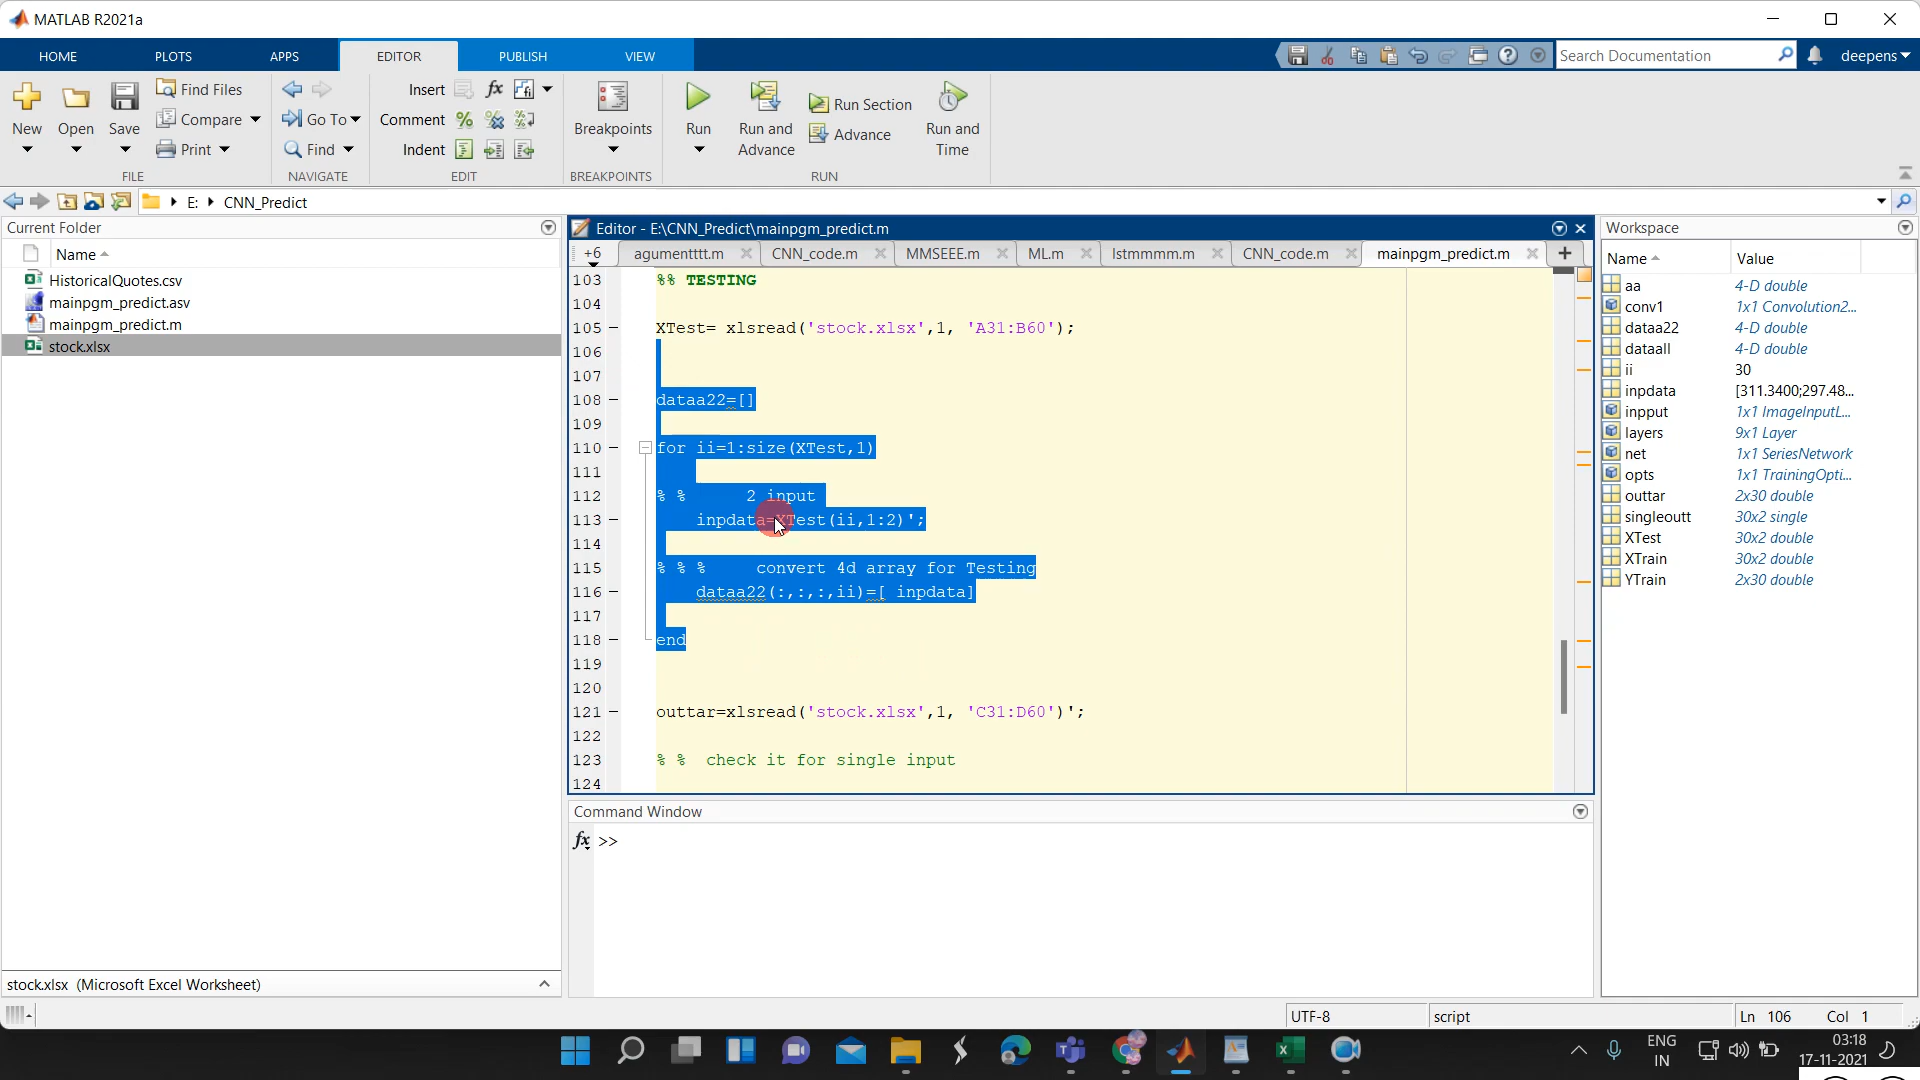 MATLAB R2021a
HOME PLOTS APPS EDITOR PUBLISH VIEW
Search Documentation deepens
New Open Save Find Files Compare Print
Go To Find
Insert fx Comment Indent
Breakpoints
Run Run and Advance Run Section Advance Run and Time
FILE NAVIGATE EDIT BREAKPOINTS RUN
E: CNN_Predict
Current Folder
Name
HistoricalQuotes.csv
mainpgm_predict.asv
mainpgm_predict.m
stock.xlsx
stock.xlsx (Microsoft Excel Worksheet)
Editor - E:\CNN_Predict\mainpgm_predict.m
+6 agumentttt.m CNN_code.m MMSEEE.m ML.m lstmmmm.m CNN_code.m mainpgm_predict.m
103 %% TESTING
104
105 XTest= xlsread('stock.xlsx',1, 'A31:B60');
106
107
108 dataa22=[]
109
110 for ii=1:size(XTest,1)
111
112 % % 2 input
113 inpdata=XTest(ii,1:2)';
114
115 % % % convert 4d array for Testing
116 dataa22(:,:,:,ii)=[ inpdata]
117
118 end
119
120
121 outtar=xlsread('stock.xlsx',1, 'C31:D60')';
122
123 % % check it for single input
124
Command Window
fx >>
Workspace
Name Value
aa 4-D double
conv1 1x1 Convolution2...
dataa22 4-D double
dataall 4-D double
ii 30
inpdata [311.3400;297.48...
inpput 1x1 ImageInputL...
layers 9x1 Layer
net 1x1 SeriesNetwork
opts 1x1 TrainingOpti...
outtar 2x30 double
singleoutt 30x2 single
XTest 30x2 double
XTrain 30x2 double
YTrain 2x30 double
UTF-8 script Ln 106 Col 1
ENG
IN
03:18
17-11-2021